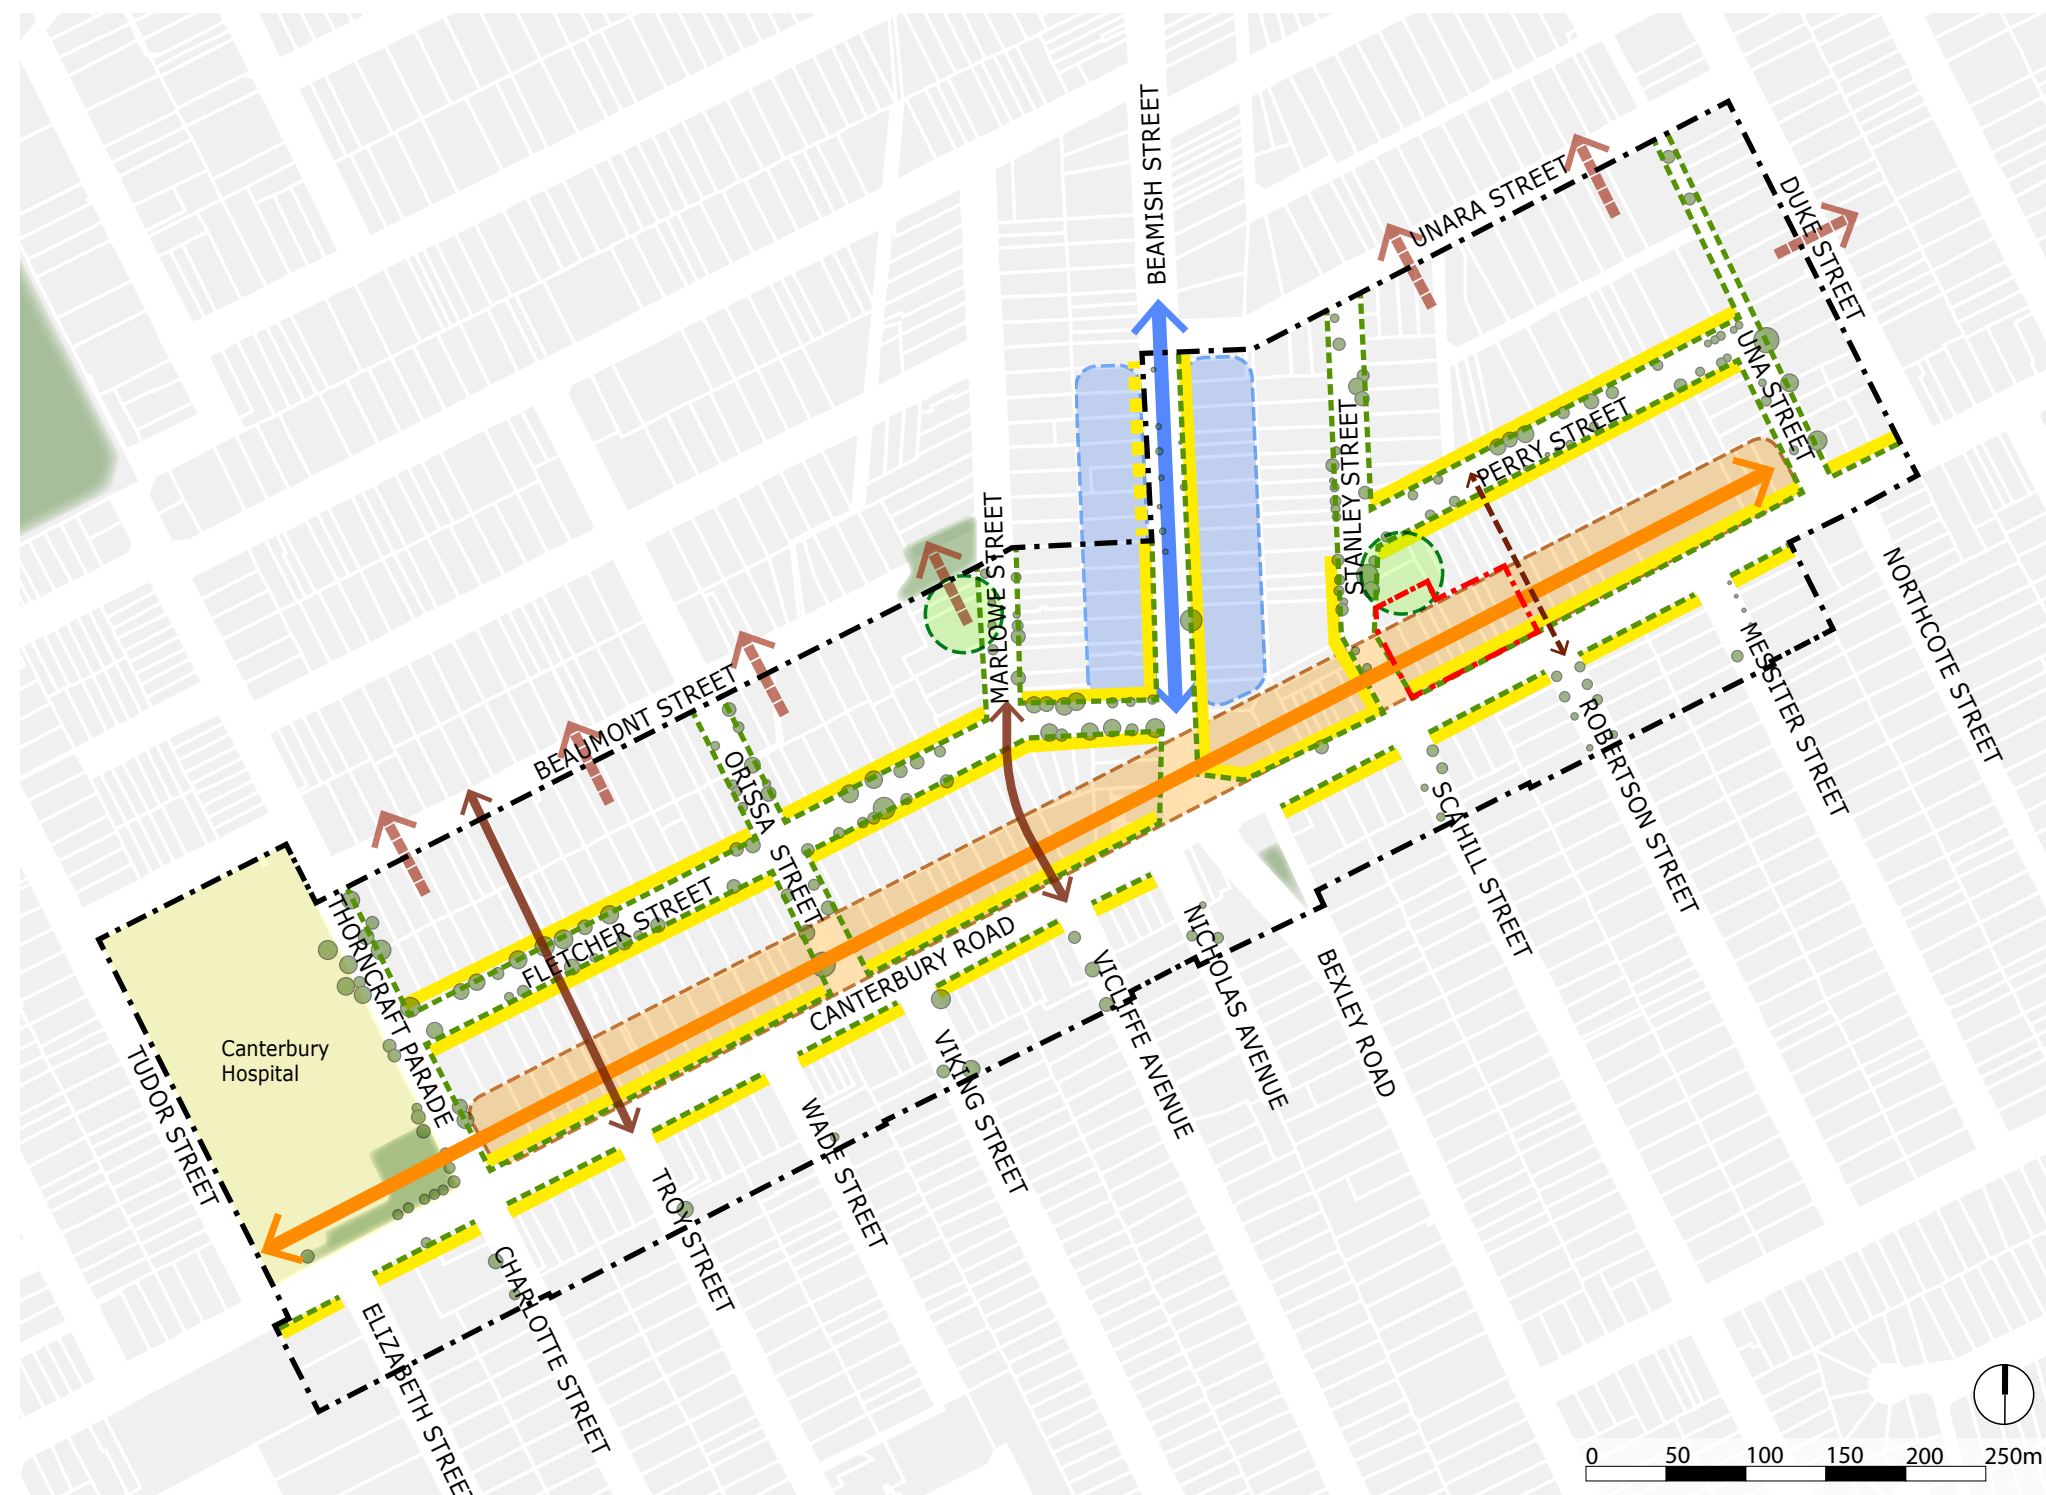 BEAMISH STREET
UNARA STREET
DUKE STREET
UNA STREET
PERRY STREET
STANLEY STREET
MARLOWE STREET
NORTHCOTE STREET
BEAUMONT STREET
MESSITER STREET
ROBERTSON STREET
ORISSA STREET
SCAHILL STREET
FLETCHER STREET
THORNCRAFT PARADE
CANTERBURY ROAD
NICHOLAS AVENUE
VICLIFFE AVENUE
BEXLEY ROAD
Canterbury
Hospital
TUDOR STREET
VIKING STREET
WADE STREET
TROY STREET
CHARLOTTE STREET
ELIZABETH STREET
0 50 100 150 200 250m